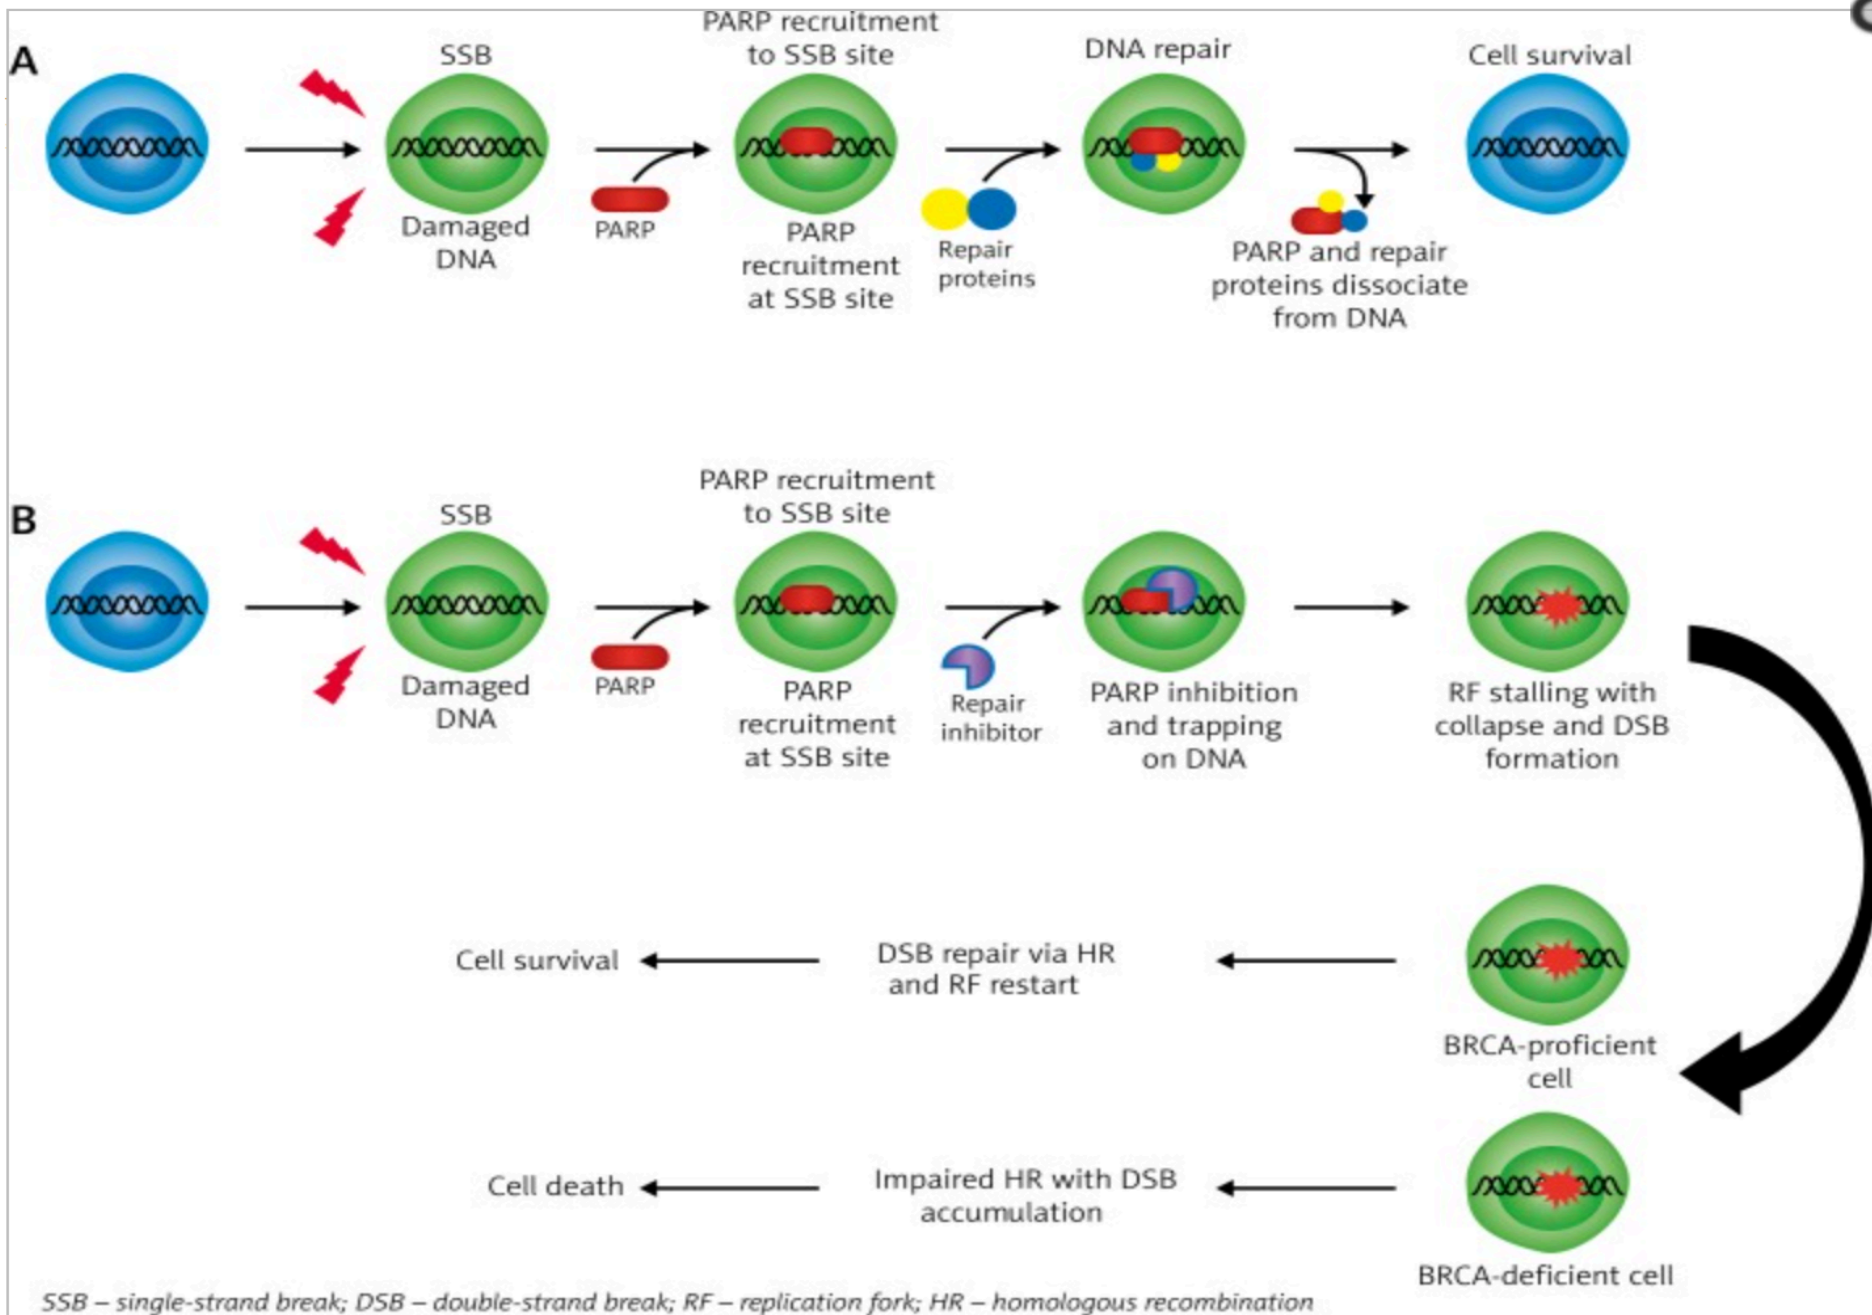 A
SSB
PARP recruitment
to SSB site
DNA repair
Cell survival
Damaged
DNA
PARP
PARP
recruitment
at SSB site
Repair
proteins
PARP and repair
proteins dissociate
from DNA
B
SSB
PARP recruitment
to SSB site
Damaged
DNA
PARP
PARP
recruitment
at SSB site
Repair
inhibitor
PARP inhibition
and trapping
on DNA
RF stalling with
collapse and DSB
formation
Cell survival
DSB repair via HR
and RF restart
BRCA-proficient
cell
Cell death
Impaired HR with DSB
accumulation
BRCA-deficient cell
SSB – single-strand break; DSB – double-strand break; RF – replication fork; HR – homologous recombination